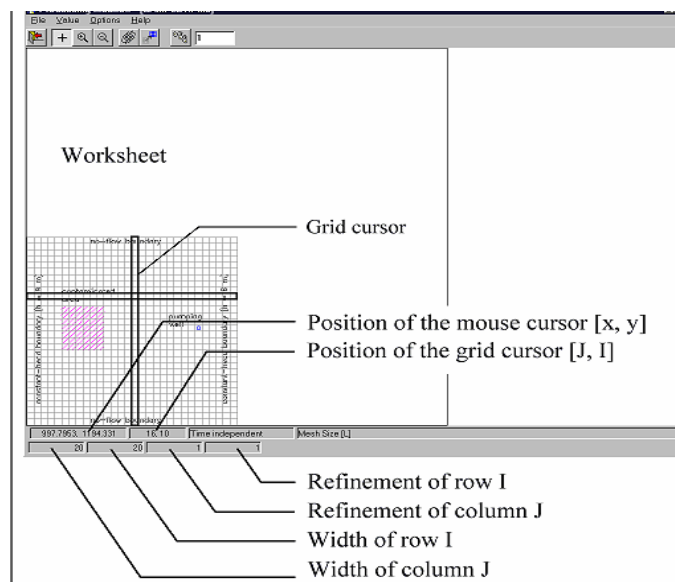 File Value Options Help
1
Worksheet
no-flow boundary
Grid cursor
contaminated
area
pumping
well
Position of the mouse cursor [x, y]
Position of the grid cursor [J, I]
no-flow boundary
997.7953, 1194.331 16, 10 Time independent Mesh Size [L]
20 20 1 1
Refinement of row I
Refinement of column J
Width of row I
Width of column J